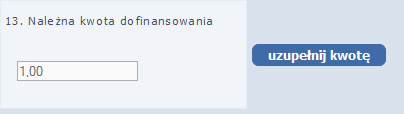 13. Należna kwota dofinansowania
uzupełnij kwotę
1,00